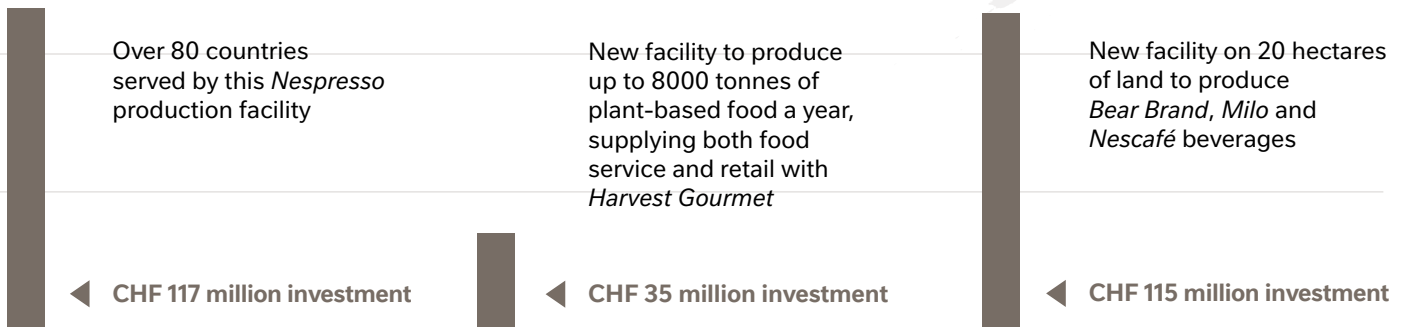 Over 80 countries
served by this Nespresso
production facility
CHF 117 million investment
New facility to produce
up to 8000 tonnes of
plant-based food a year,
supplying both food
service and retail with
Harvest Gourmet
CHF 35 million investment
New facility on 20 hectares
of land to produce
Bear Brand, Milo and
Nescafé beverages
CHF 115 million investment